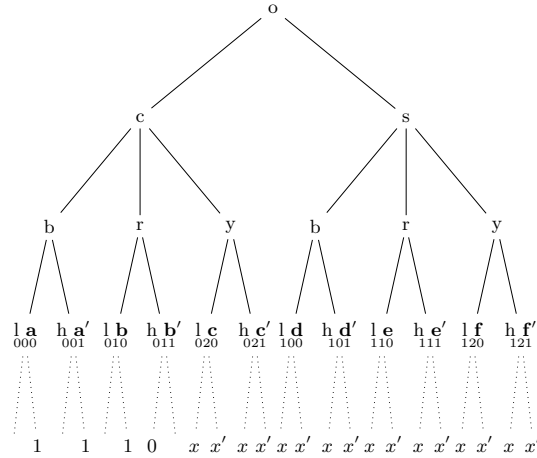 o
c s
b r y b r y
l a h a′ l b h b′ l c h c′ l d h d′ l e h e′ l f h f′
000 001 010 011 020 021 100 101 110 111 120 121
1 1 1 0 x x′ x x′ x x′ x x′ x x′ x x′ x x′ x x′